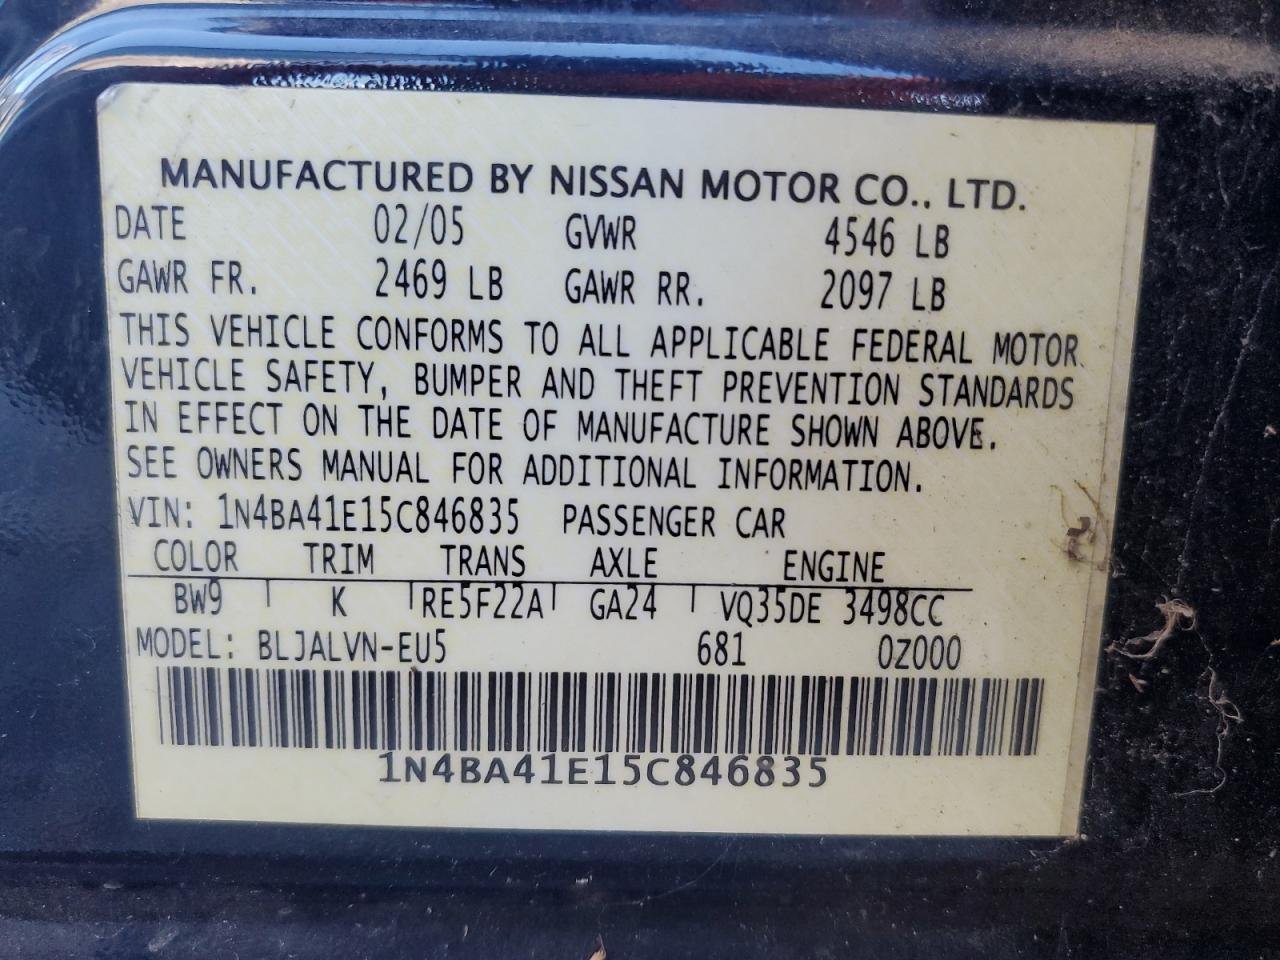 MANUFACTURED BY NISSAN MOTOR CO., LTD.
DATE 02/05 GVWR 4546 LB
GAWR FR. 2469 LB GAWR RR. 2097 LB
THIS VEHICLE CONFORMS TO ALL APPLICABLE FEDERAL MOTOR
VEHICLE SAFETY, BUMPER AND THEFT PREVENTION STANDARDS
IN EFFECT ON THE DATE OF MANUFACTURE SHOWN ABOVE.
SEE OWNERS MANUAL FOR ADDITIONAL INFORMATION.
VIN: 1N4BA41E15C846835 PASSENGER CAR
COLOR TRIM TRANS AXLE ENGINE
BW9 K RE5F22A GA24 VQ35DE 3498CC
MODEL: BLJALVN-EU5 681 0Z000
1N4BA41E15C846835